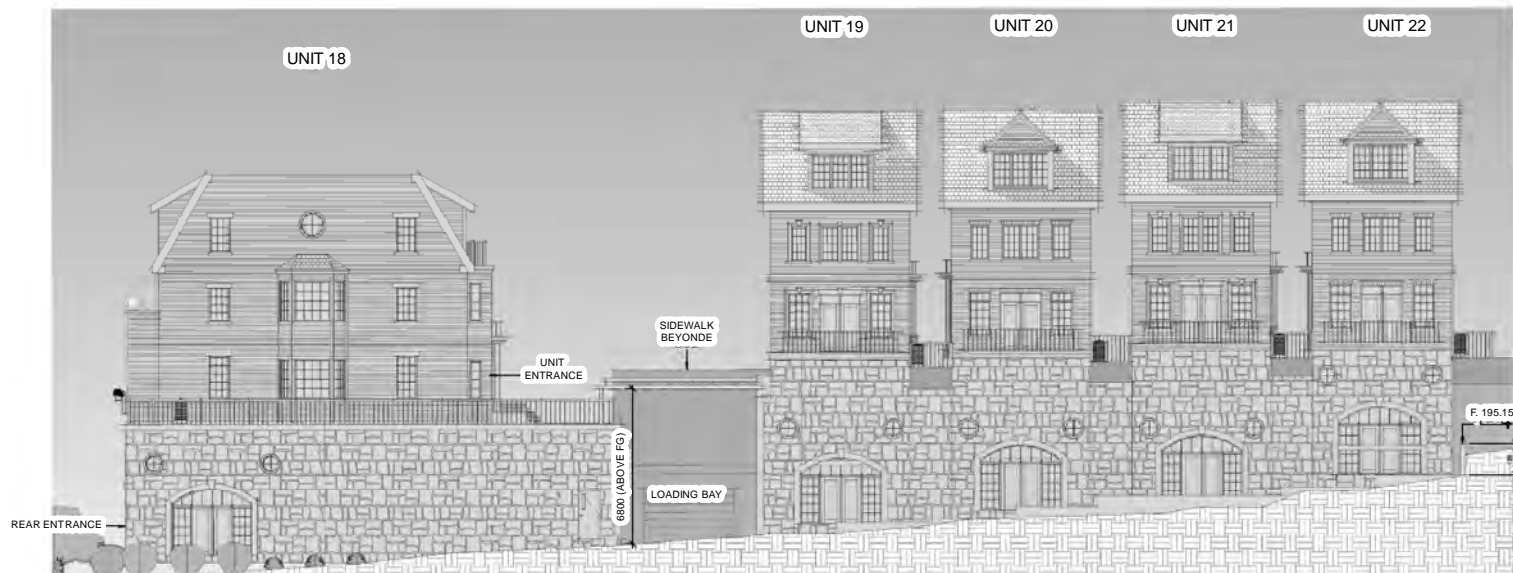 UNIT 18
UNIT 19
UNIT 20
UNIT 21
UNIT 22
SIDEWALK
BEYONDE
UNIT
ENTRANCE
F. 195.15
6800 (ABOVE FG)
LOADING BAY
REAR ENTRANCE